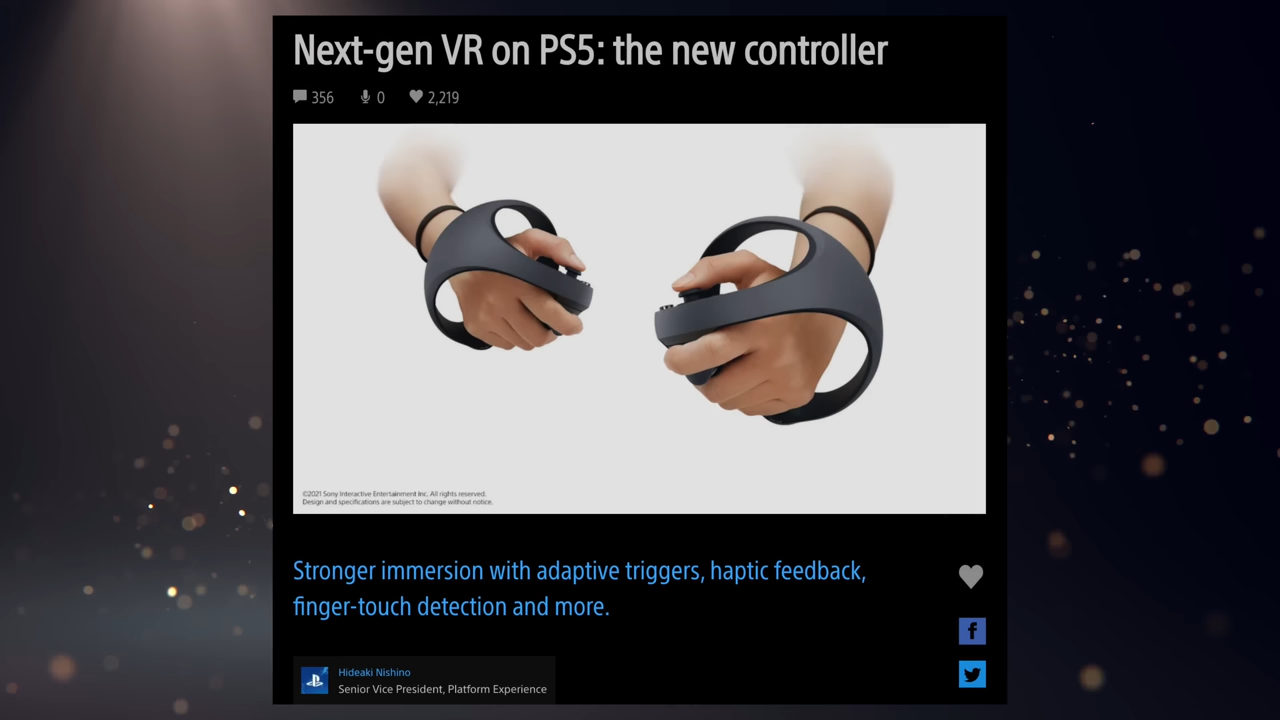 Next-gen VR on PS5: the new controller
356 0 2,219
©2021 Sony Interactive Entertainment Inc. All rights reserved.
Design and specifications are subject to change without notice.
Stronger immersion with adaptive triggers, haptic feedback,
finger-touch detection and more.
Hideaki Nishino
Senior Vice President, Platform Experience